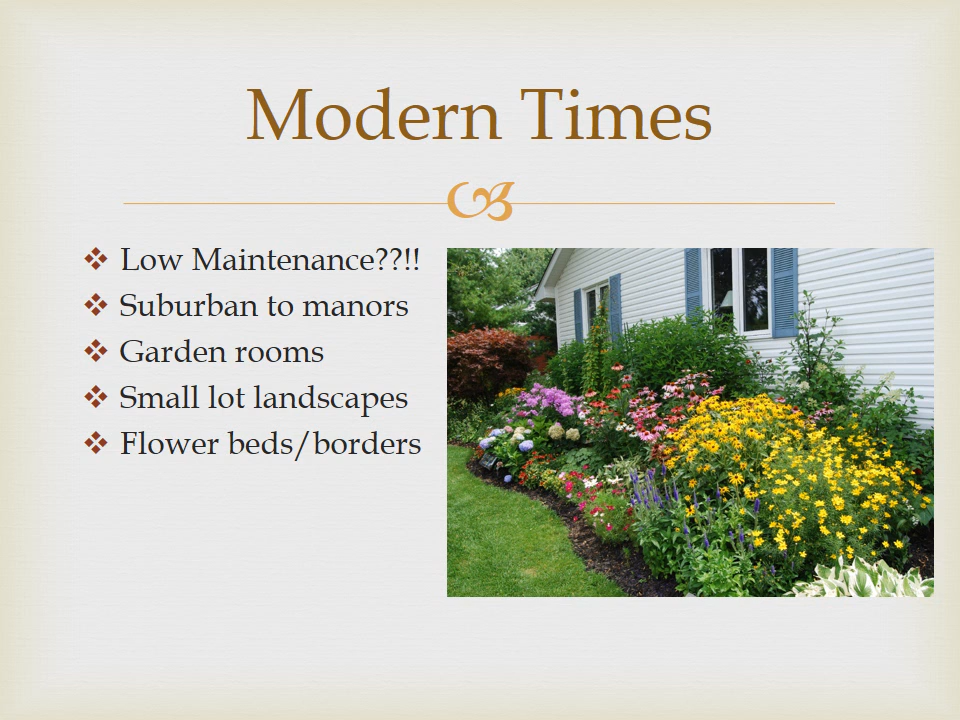 Modern Times
Low Maintenance??!!
Suburban to manors
Garden rooms
Small lot landscapes
Flower beds/borders